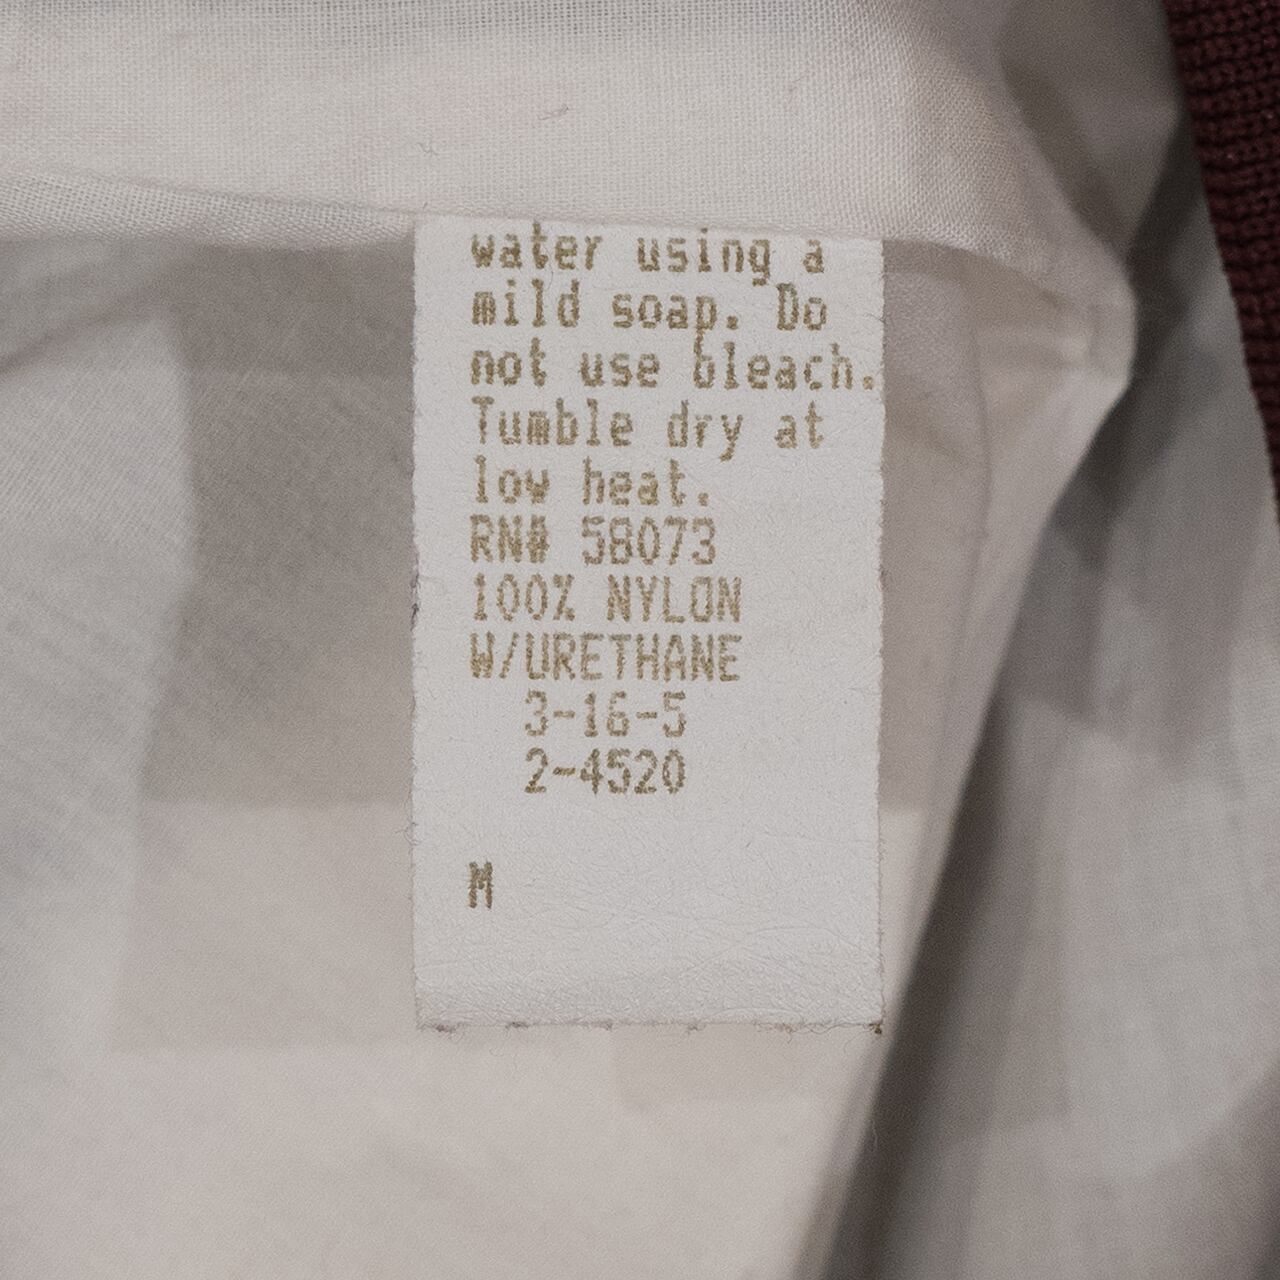 water using a
mild soap. Do
not use bleach.
Tumble dry at
low heat.
RN# 58073
100% NYLON
W/URETHANE
3-16-5
2-4520
M